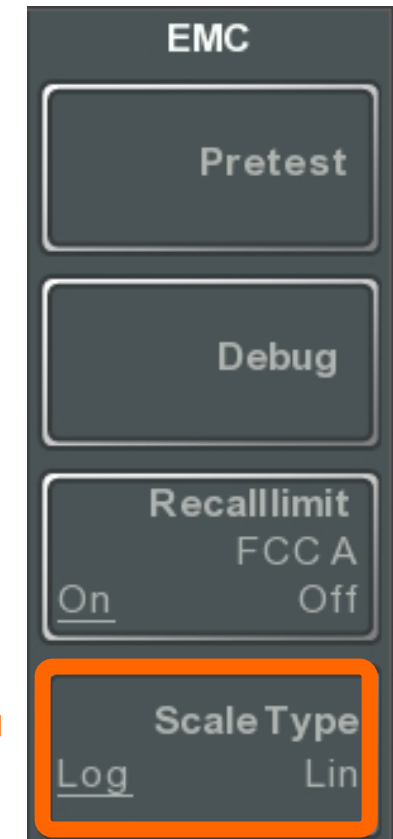 EMC
Pretest
Debug
Recalllimit
FCC A
On Off
Scale Type
Log Lin